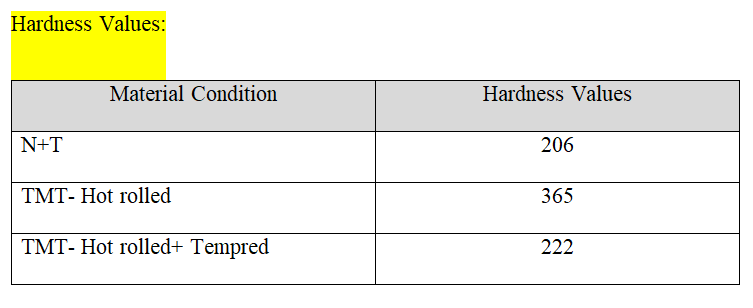 Hardness Values:
Material Condition Hardness Values
N+T 206
TMT- Hot rolled 365
TMT- Hot rolled+ Tempred 222